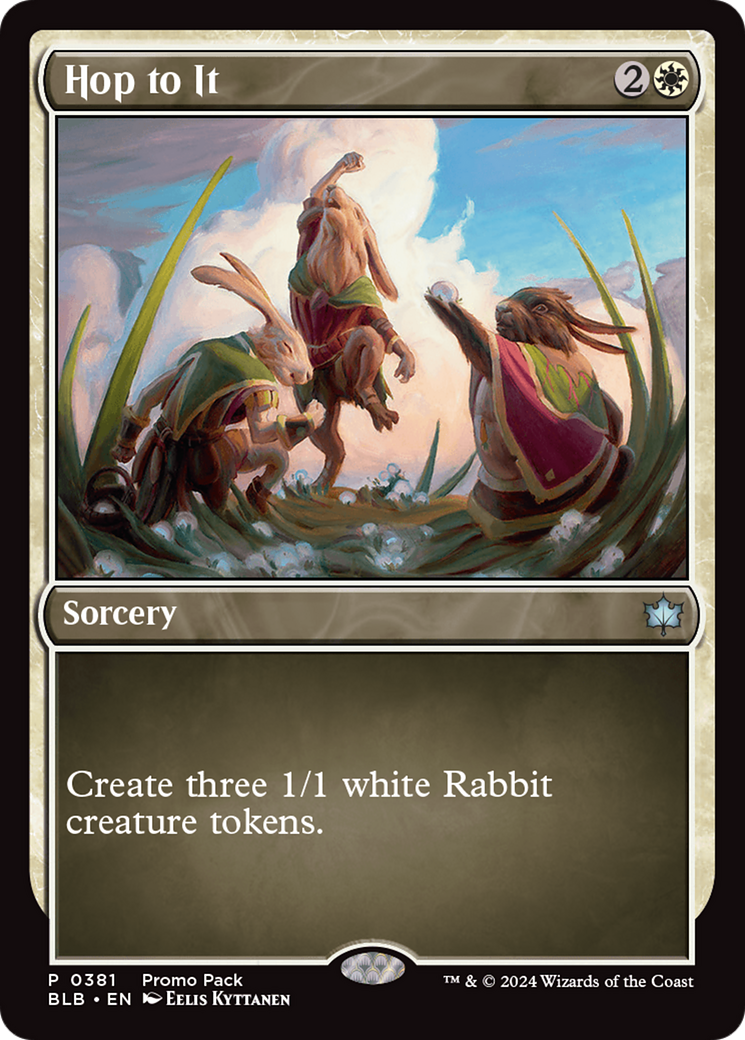 Hop to It 2
Sorcery
Create three 1/1 white Rabbit
creature tokens.
P 0381 Promo Pack
BLB • EN Eelis Kyttanen
™ & © 2024 Wizards of the Coast